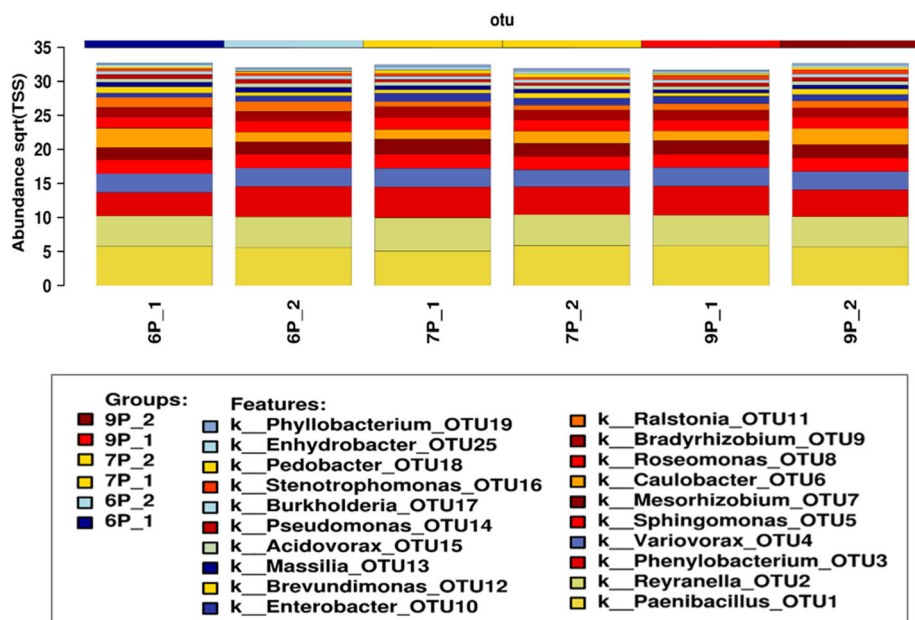 otu
Abundance sqrt(TSS)
35
30
25
20
15
10
5
0
6P_1
6P_2
7P_1
7P_2
9P_1
9P_2
Groups:
9P_2
9P_1
7P_2
7P_1
6P_2
6P_1
Features:
k__Phyllobacterium_OTU19
k__Enhydrobacter_OTU25
k__Pedobacter_OTU18
k__Stenotrophomonas_OTU16
k__Burkholderia_OTU17
k__Pseudomonas_OTU14
k__Acidovorax_OTU15
k__Massilia_OTU13
k__Brevundimonas_OTU12
k__Enterobacter_OTU10
k__Ralstonia_OTU11
k__Bradyrhizobium_OTU9
k__Roseomonas_OTU8
k__Caulobacter_OTU6
k__Mesorhizobium_OTU7
k__Sphingomonas_OTU5
k__Variovorax_OTU4
k__Phenylobacterium_OTU3
k__Reyranella_OTU2
k__Paenibacillus_OTU1